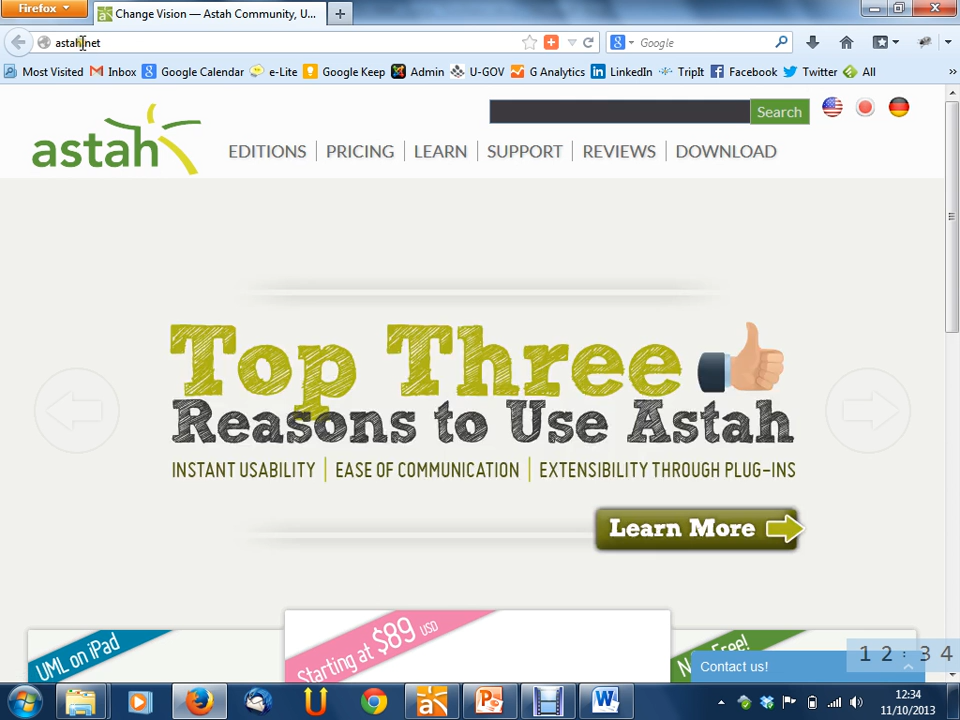 Firefox
Change Vision — Astah Community, U...
astah.net
Google
Most Visited
Inbox
Google Calendar
e-Lite
Google Keep
Admin
U-GOV
G Analytics
LinkedIn
TripIt
Facebook
Twitter
All
astah
Search
EDITIONS
PRICING
LEARN
SUPPORT
REVIEWS
DOWNLOAD
Top Three
Reasons to Use Astah
INSTANT USABILITY | EASE OF COMMUNICATION | EXTENSIBILITY THROUGH PLUG-INS
Learn More
UML on iPad
Starting at $89 USD
Free!
Contact us!
12:34
12:34
11/10/2013